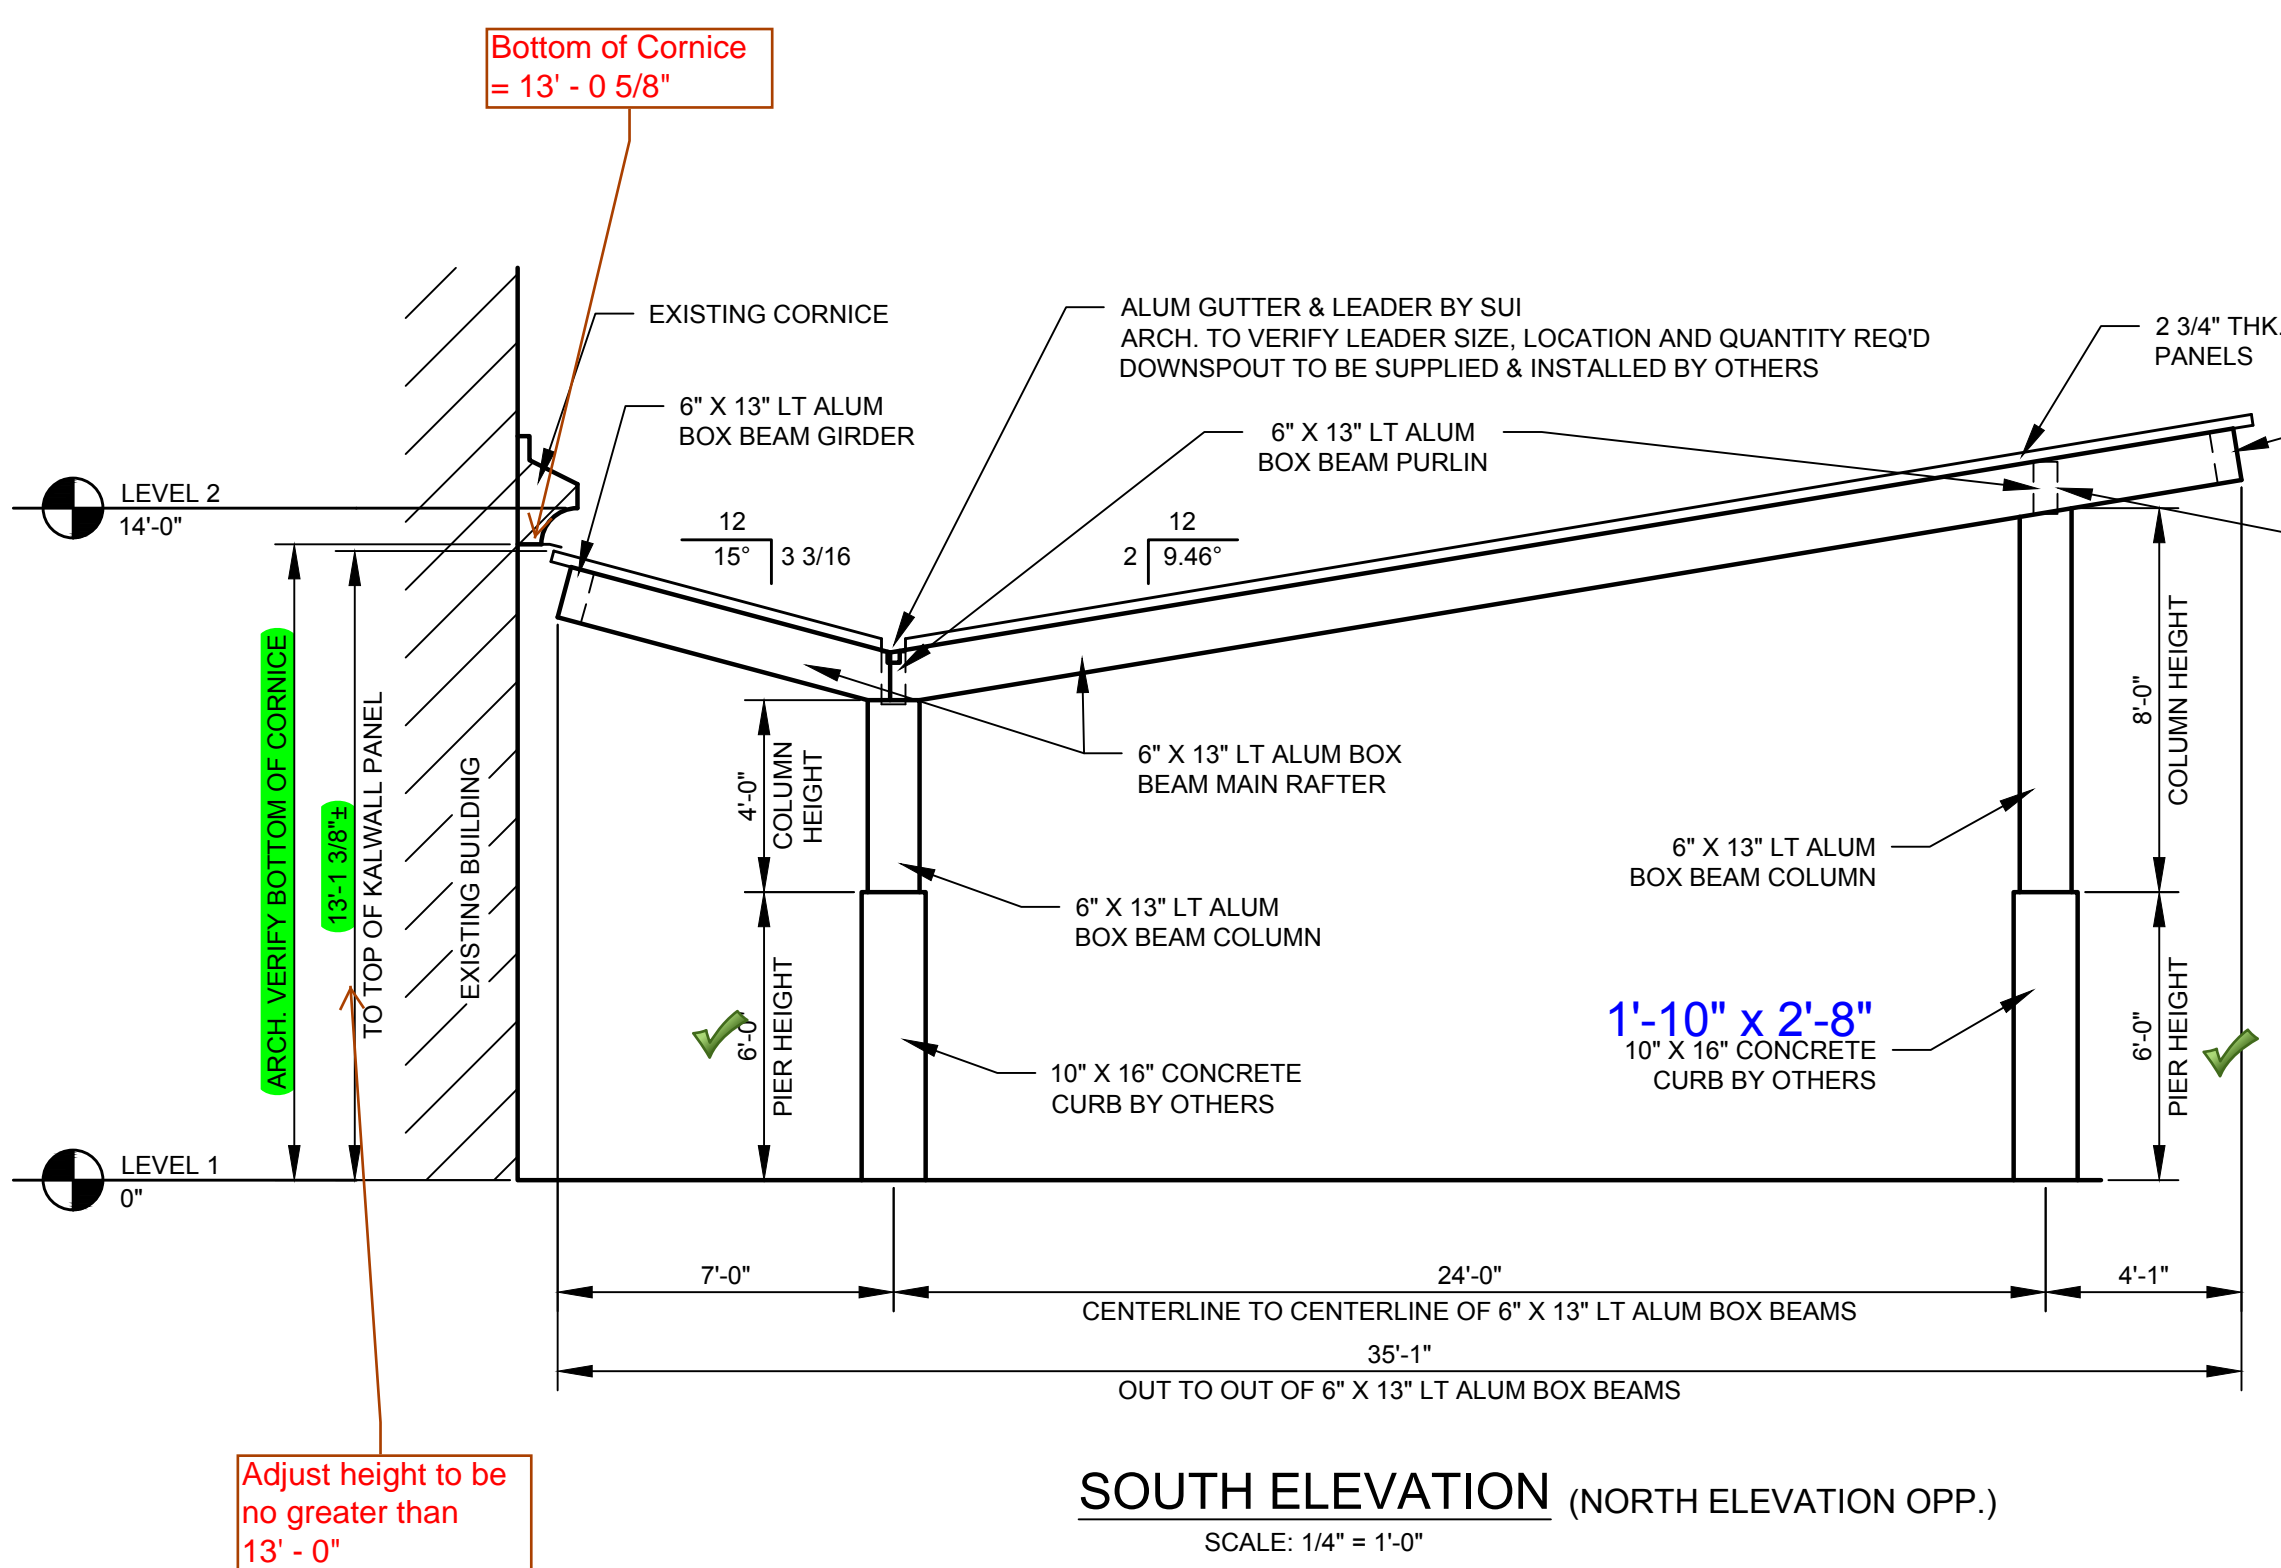 Bottom of Cornice
= 13' - 0 5/8"
EXISTING CORNICE
ALUM GUTTER & LEADER BY SUI
ARCH. TO VERIFY LEADER SIZE, LOCATION AND QUANTITY REQ'D
DOWNSPOUT TO BE SUPPLIED & INSTALLED BY OTHERS
2 3/4" THK.
PANELS
6" X 13" LT ALUM
BOX BEAM GIRDER
6" X 13" LT ALUM
BOX BEAM PURLIN
LEVEL 2
14'-0"
12
15°
3 3/16
12
2
9.46°
ARCH. VERIFY BOTTOM OF CORNICE
13'-1 3/8"±
TO TOP OF KALWALL PANEL
EXISTING BUILDING
4'-0"
COLUMN
HEIGHT
6" X 13" LT ALUM BOX
BEAM MAIN RAFTER
8'-0"
COLUMN HEIGHT
6" X 13" LT ALUM
BOX BEAM COLUMN
6" X 13" LT ALUM
BOX BEAM COLUMN
6'-0"
PIER HEIGHT
1'-10" x 2'-8"
10" X 16" CONCRETE
CURB BY OTHERS
10" X 16" CONCRETE
CURB BY OTHERS
6'-0"
PIER HEIGHT
LEVEL 1
0"
7'-0"
24'-0"
4'-1"
CENTERLINE TO CENTERLINE OF 6" X 13" LT ALUM BOX BEAMS
35'-1"
OUT TO OUT OF 6" X 13" LT ALUM BOX BEAMS
Adjust height to be
no greater than
13' - 0"
SOUTH ELEVATION (NORTH ELEVATION OPP.)
SCALE: 1/4" = 1'-0"